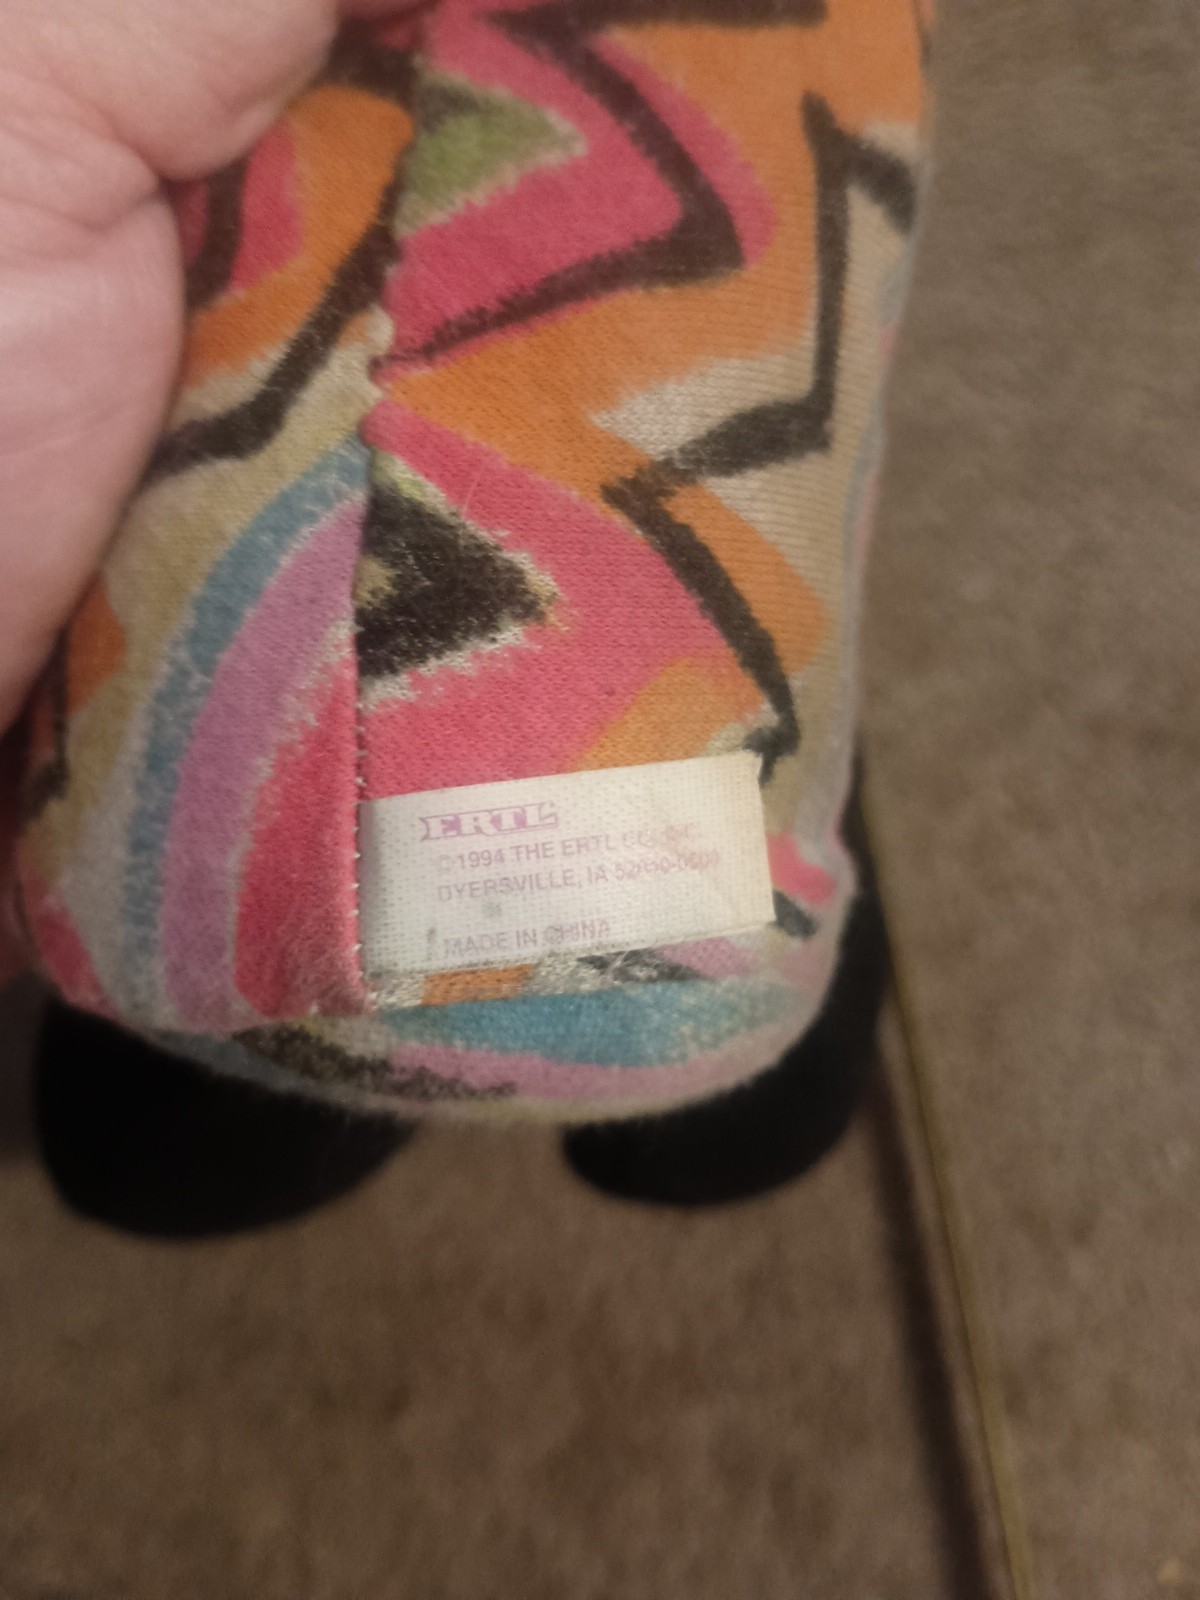 ERTL
©1994 THE ERTL CO., INC.
DYERSVILLE, IA
MADE IN CHINA